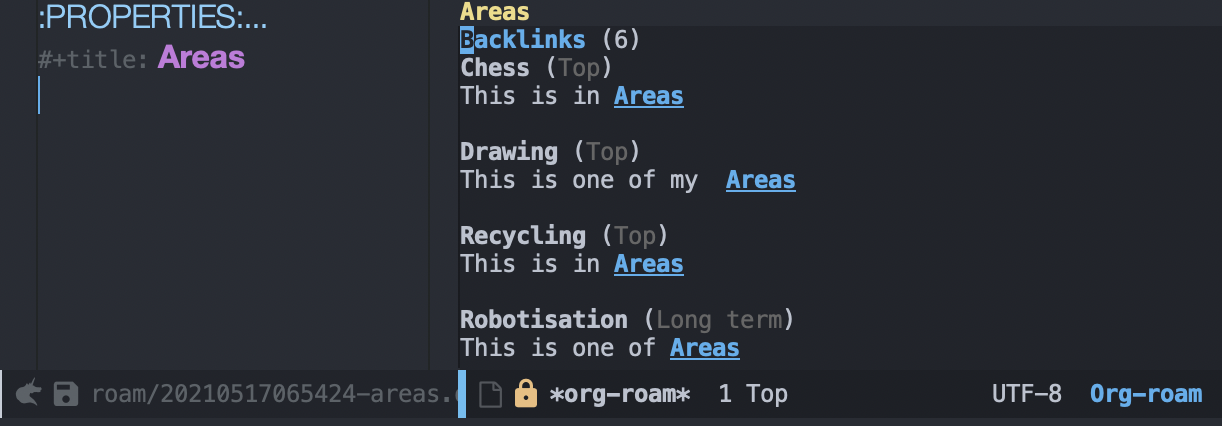 :PROPERTIES:...
#+title: Areas
Areas
Backlinks (6)
Chess (Top)
This is in Areas
Drawing (Top)
This is one of my  Areas
Recycling (Top)
This is in Areas
Robotisation (Long term)
This is one of Areas
roam/20210517065424-areas.
*org-roam* 1 Top UTF-8 Org-roam